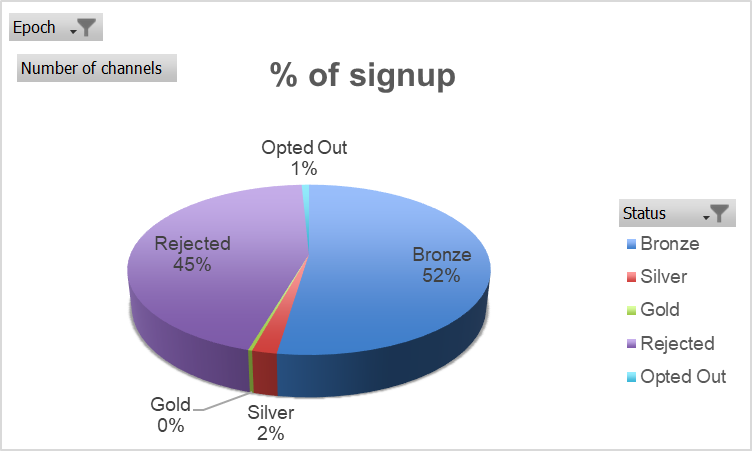 Epoch
Number of channels
% of signup
Opted Out
1%
Rejected
45%
Bronze
52%
Gold
0%
Silver
2%
Status
Bronze
Silver
Gold
Rejected
Opted Out